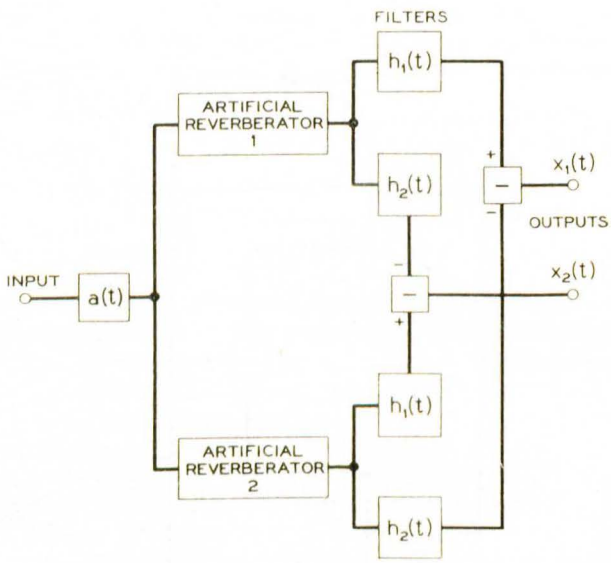 FILTERS
h₁(t)
ARTIFICIAL
REVERBERATOR
1
h₂(t)
+
−
−
x₁(t)
OUTPUTS
INPUT
a(t)
−
−
+
x₂(t)
h₁(t)
ARTIFICIAL
REVERBERATOR
2
h₂(t)